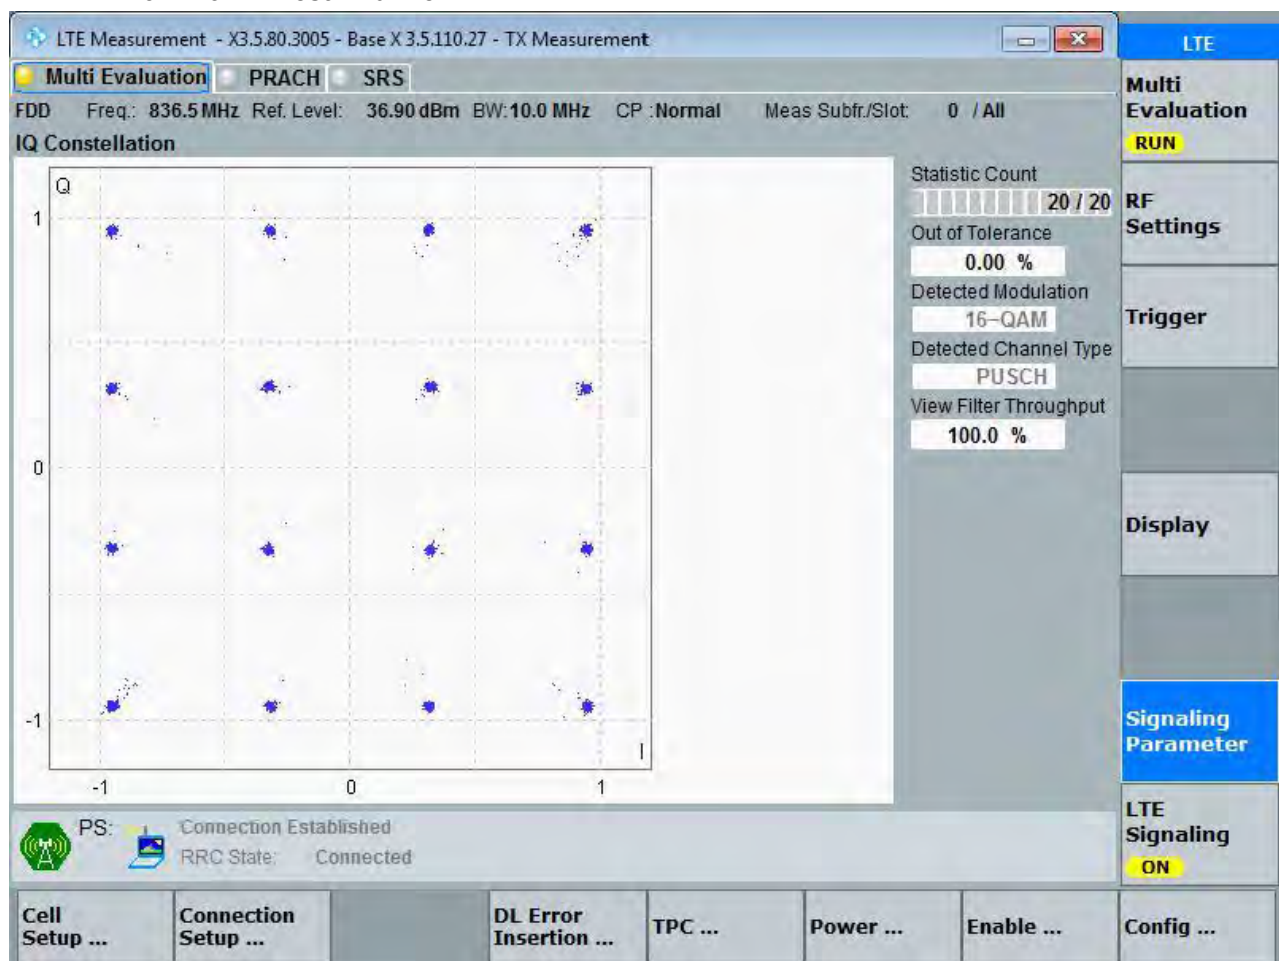 LTE Measurement - X3.5.80.3005 - Base X 3.5.110.27 - TX Measurement
LTE
Multi Evaluation PRACH SRS
FDD Freq.: 836.5 MHz Ref. Level: 36.90 dBm BW: 10.0 MHz CP : Normal Meas Subfr./Slot: 0 / All
IQ Constellation
Q
1
0
-1
-1 0 1
I
Statistic Count
20 / 20
Out of Tolerance
0.00 %
Detected Modulation
16-QAM
Detected Channel Type
PUSCH
View Filter Throughput
100.0 %
Multi
Evaluation
RUN
RF
Settings
Trigger
Display
Signaling
Parameter
LTE
Signaling
ON
PS: Connection Established
RRC State: Connected
Cell
Setup ...
Connection
Setup ...
DL Error
Insertion ...
TPC ...
Power ...
Enable ...
Config ...